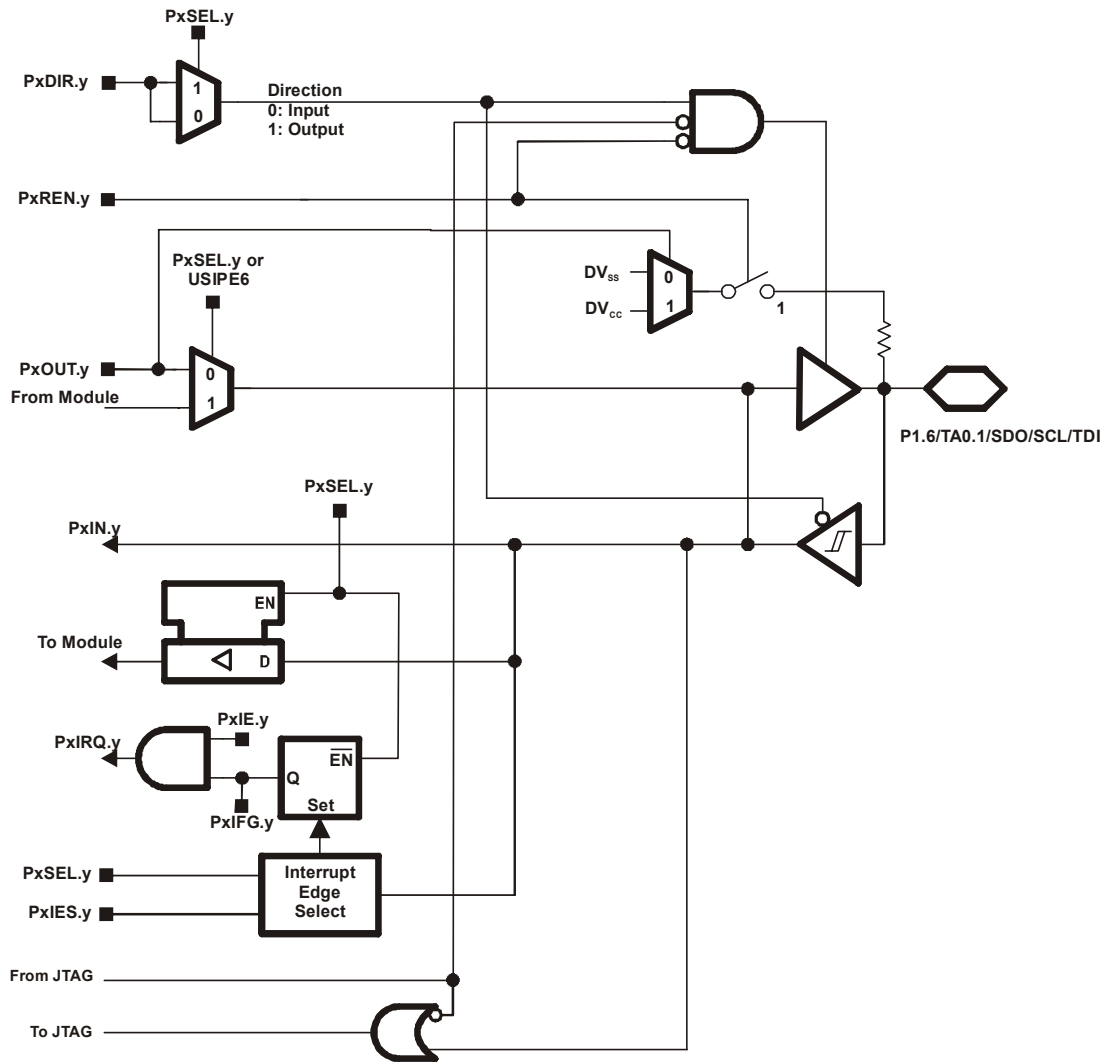 PxSEL.y
PxDIR.y
1
0
Direction
0: Input
1: Output
PxREN.y
PxSEL.y or
USIPE6
DVSS
0
DVCC
1
1
PxOUT.y
0
From Module
1
P1.6/TA0.1/SDO/SCL/TDI
PxSEL.y
PxIN.y
EN
To Module
D
PxIE.y
PxIRQ.y
EN
Q
Set
PxIFG.y
PxSEL.y
Interrupt
Edge
Select
PxIES.y
From JTAG
To JTAG